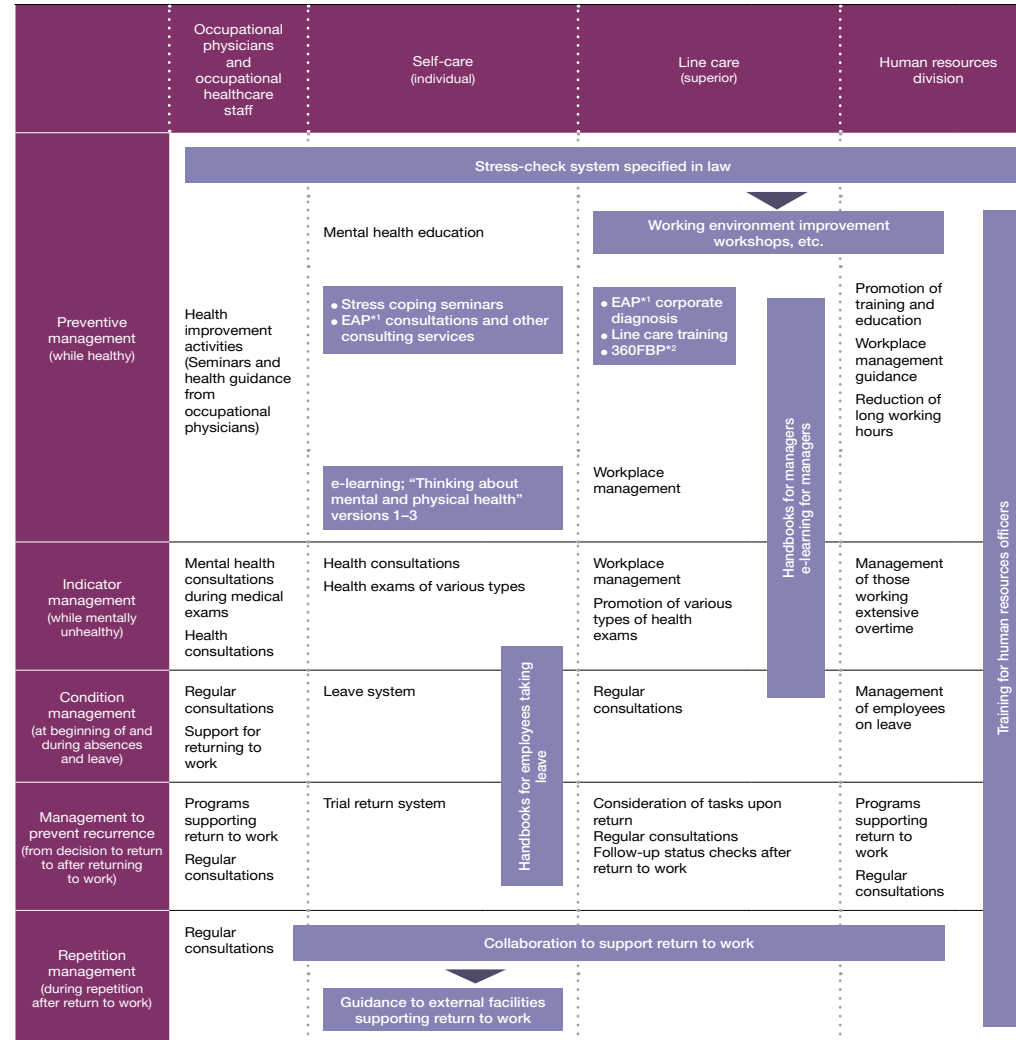 Occupational
physicians
and
occupational
healthcare
staff
Self-care
(individual)
Line care
(superior)
Human resources
division
Preventive
management
(while healthy)
Stress-check system specified in law
Working environment improvement
workshops, etc.
Health
improvement
activities
(Seminars and
health guidance
from
occupational
physicians)
Mental health education
● Stress coping seminars
● EAP*1 consultations and other
consulting services
e-learning; “Thinking about
mental and physical health”
versions 1–3
● EAP*1 corporate
diagnosis
● Line care training
● 360FBP*2
Workplace
management
Handbooks for managers
e-learning for managers
Promotion of
training and
education
Workplace
management
guidance
Reduction of
long working
hours
Training for human resources officers
Indicator
management
(while mentally
unhealthy)
Mental health
consultations
during medical
exams
Health
consultations
Health consultations
Health exams of various types
Workplace
management
Promotion of various
types of health
exams
Management
of those
working
extensive
overtime
Condition
management
(at beginning of and
during absences
and leave)
Regular
consultations
Support for
returning to
work
Leave system
Handbooks for employees taking
leave
Regular
consultations
Management
of employees
on leave
Management to
prevent recurrence
(from decision to return
to after returning
to work)
Programs
supporting
return to work
Regular
consultations
Trial return system
Consideration of tasks upon
return
Regular consultations
Follow-up status checks after
return to work
Programs
supporting
return to
work
Regular
consultations
Repetition
management
(during repetition
after return to work)
Regular
consultations
Collaboration to support return to work
Guidance to external facilities
supporting return to work